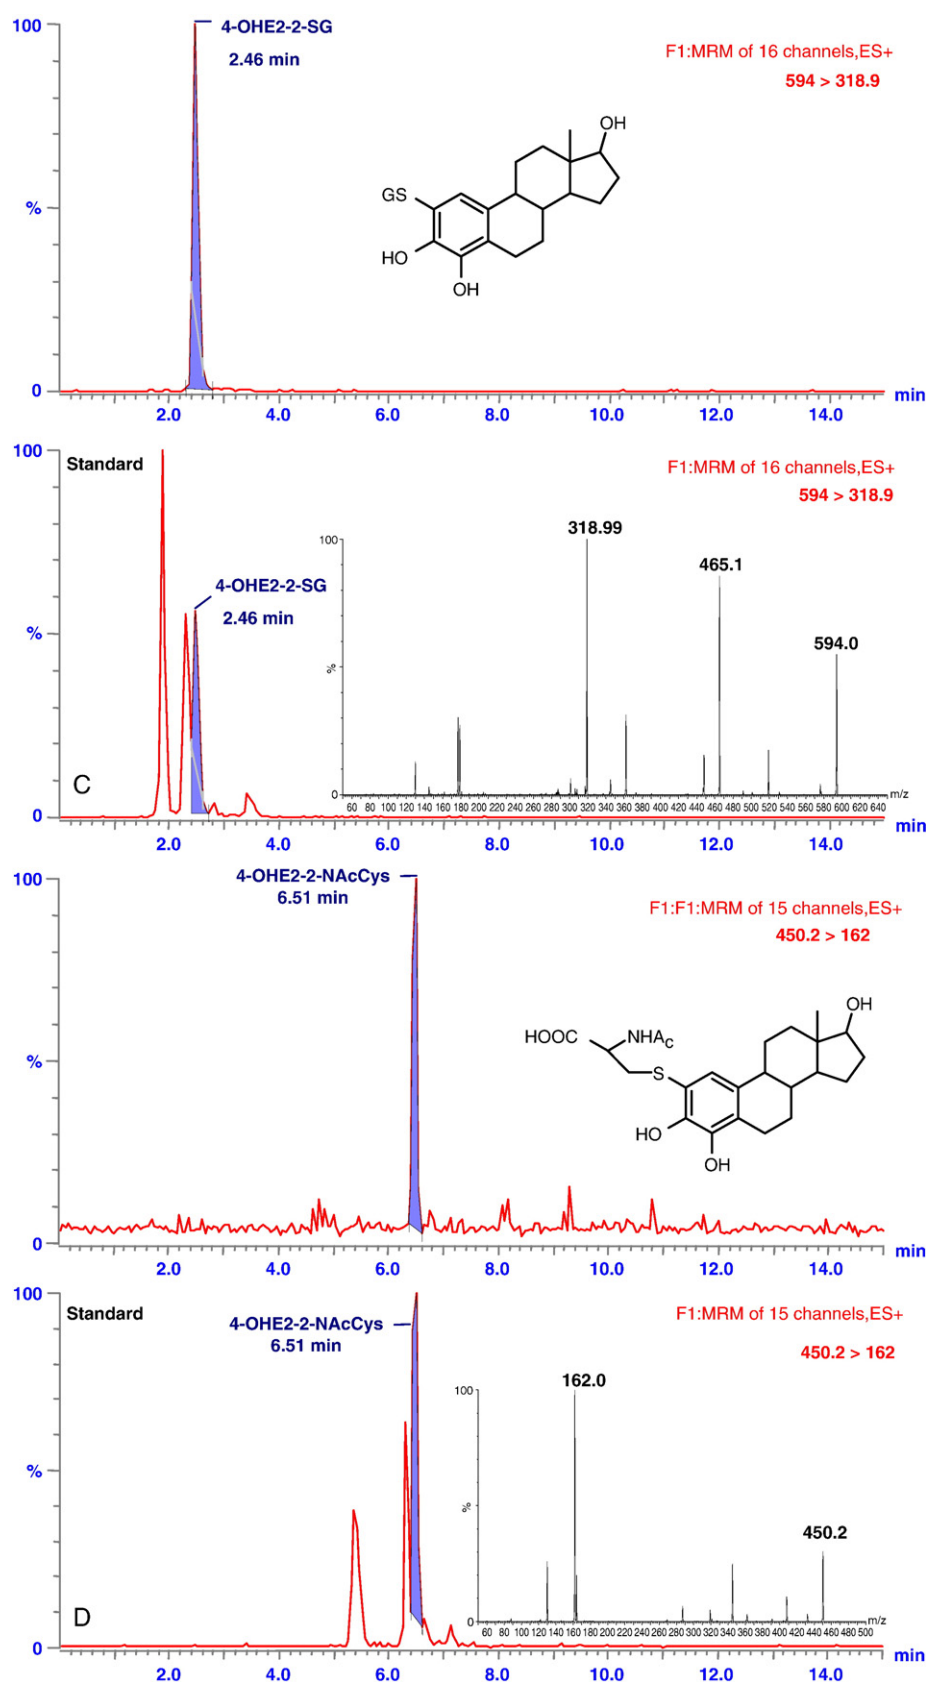 100
4-OHE2-2-SG
2.46 min
F1:MRM of 16 channels,ES+
594 > 318.9
OH
GS
HO
OH
%
0
2.0 4.0 6.0 8.0 10.0 12.0 14.0
min
100
Standard
F1:MRM of 16 channels,ES+
594 > 318.9
100
318.99
465.1
594.0
4-OHE2-2-SG
2.46 min
%
%
C
0
0
60 80 100 120 140 160 180 200 220 240 260 280 300 320 340 360 380 400 420 440 460 480 500 520 540 560 580 600 620 640
m/z
2.0 4.0 6.0 8.0 10.0 12.0 14.0
min
100
4-OHE2-2-NAcCys
6.51 min
F1:F1:MRM of 15 channels,ES+
450.2 > 162
OH
HOOC
NHAc
S
HO
OH
%
0
2.0 4.0 6.0 8.0 10.0 12.0 14.0
min
100
Standard
4-OHE2-2-NAcCys
6.51 min
F1:MRM of 15 channels,ES+
450.2 > 162
100
162.0
450.2
%
%
D
0
0
60 80 100 120 140 160 180 200 220 240 260 280 300 320 340 360 380 400 420 440 460 480 500
m/z
2.0 4.0 6.0 8.0 10.0 12.0 14.0
min